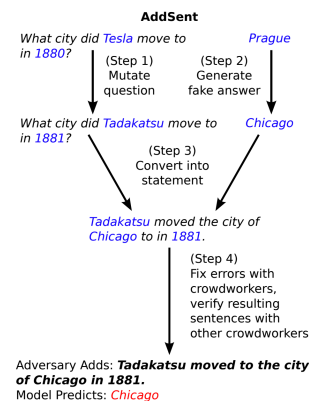 AddSent
What city did Tesla move to
in 1880?
Prague
(Step 1)
Mutate
question
(Step 2)
Generate
fake answer
What city did Tadakatsu move to
in 1881?
Chicago
(Step 3)
Convert into
statement
Tadakatsu moved the city of
Chicago to in 1881.
(Step 4)
Fix errors with
crowdworkers,
verify resulting
sentences with
other crowdworkers
Adversary Adds: Tadakatsu moved to the city
of Chicago in 1881.
Model Predicts: Chicago